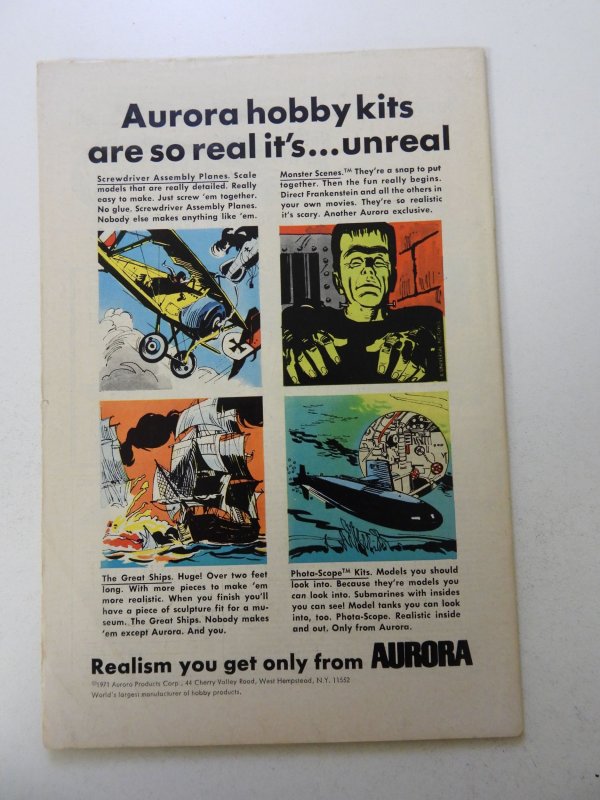 Aurora hobby kits
are so real it's...unreal
Screwdriver Assembly Planes. Scale
models that are really detailed. Really
easy to make. Just screw 'em together.
No glue. Screwdriver Assembly Planes.
Nobody else makes anything like 'em.
Monster Scenes.™ They're a snap to put
together. Then the fun really begins.
Direct Frankenstein and all the others in
your own movies. They're so realistic
it's scary. Another Aurora exclusive.
The Great Ships. Huge! Over two feet
long. With more pieces to make 'em
more realistic. When you finish you'll
have a piece of sculpture fit for a mu-
seum. The Great Ships. Nobody makes
'em except Aurora. And you.
Photo-Scope™ Kits. Models you should
look into. Because they're models you
can look into. Submarines with insides
you can see! Model tanks you can look
into, too. Photo-Scope. Realistic inside
and out. Only from Aurora.
Realism you get only from AURORA
©1971 Aurora Products Corp., 44 Cherry Valley Road, West Hempstead, N.Y. 11552
World's largest manufacturer of hobby products.